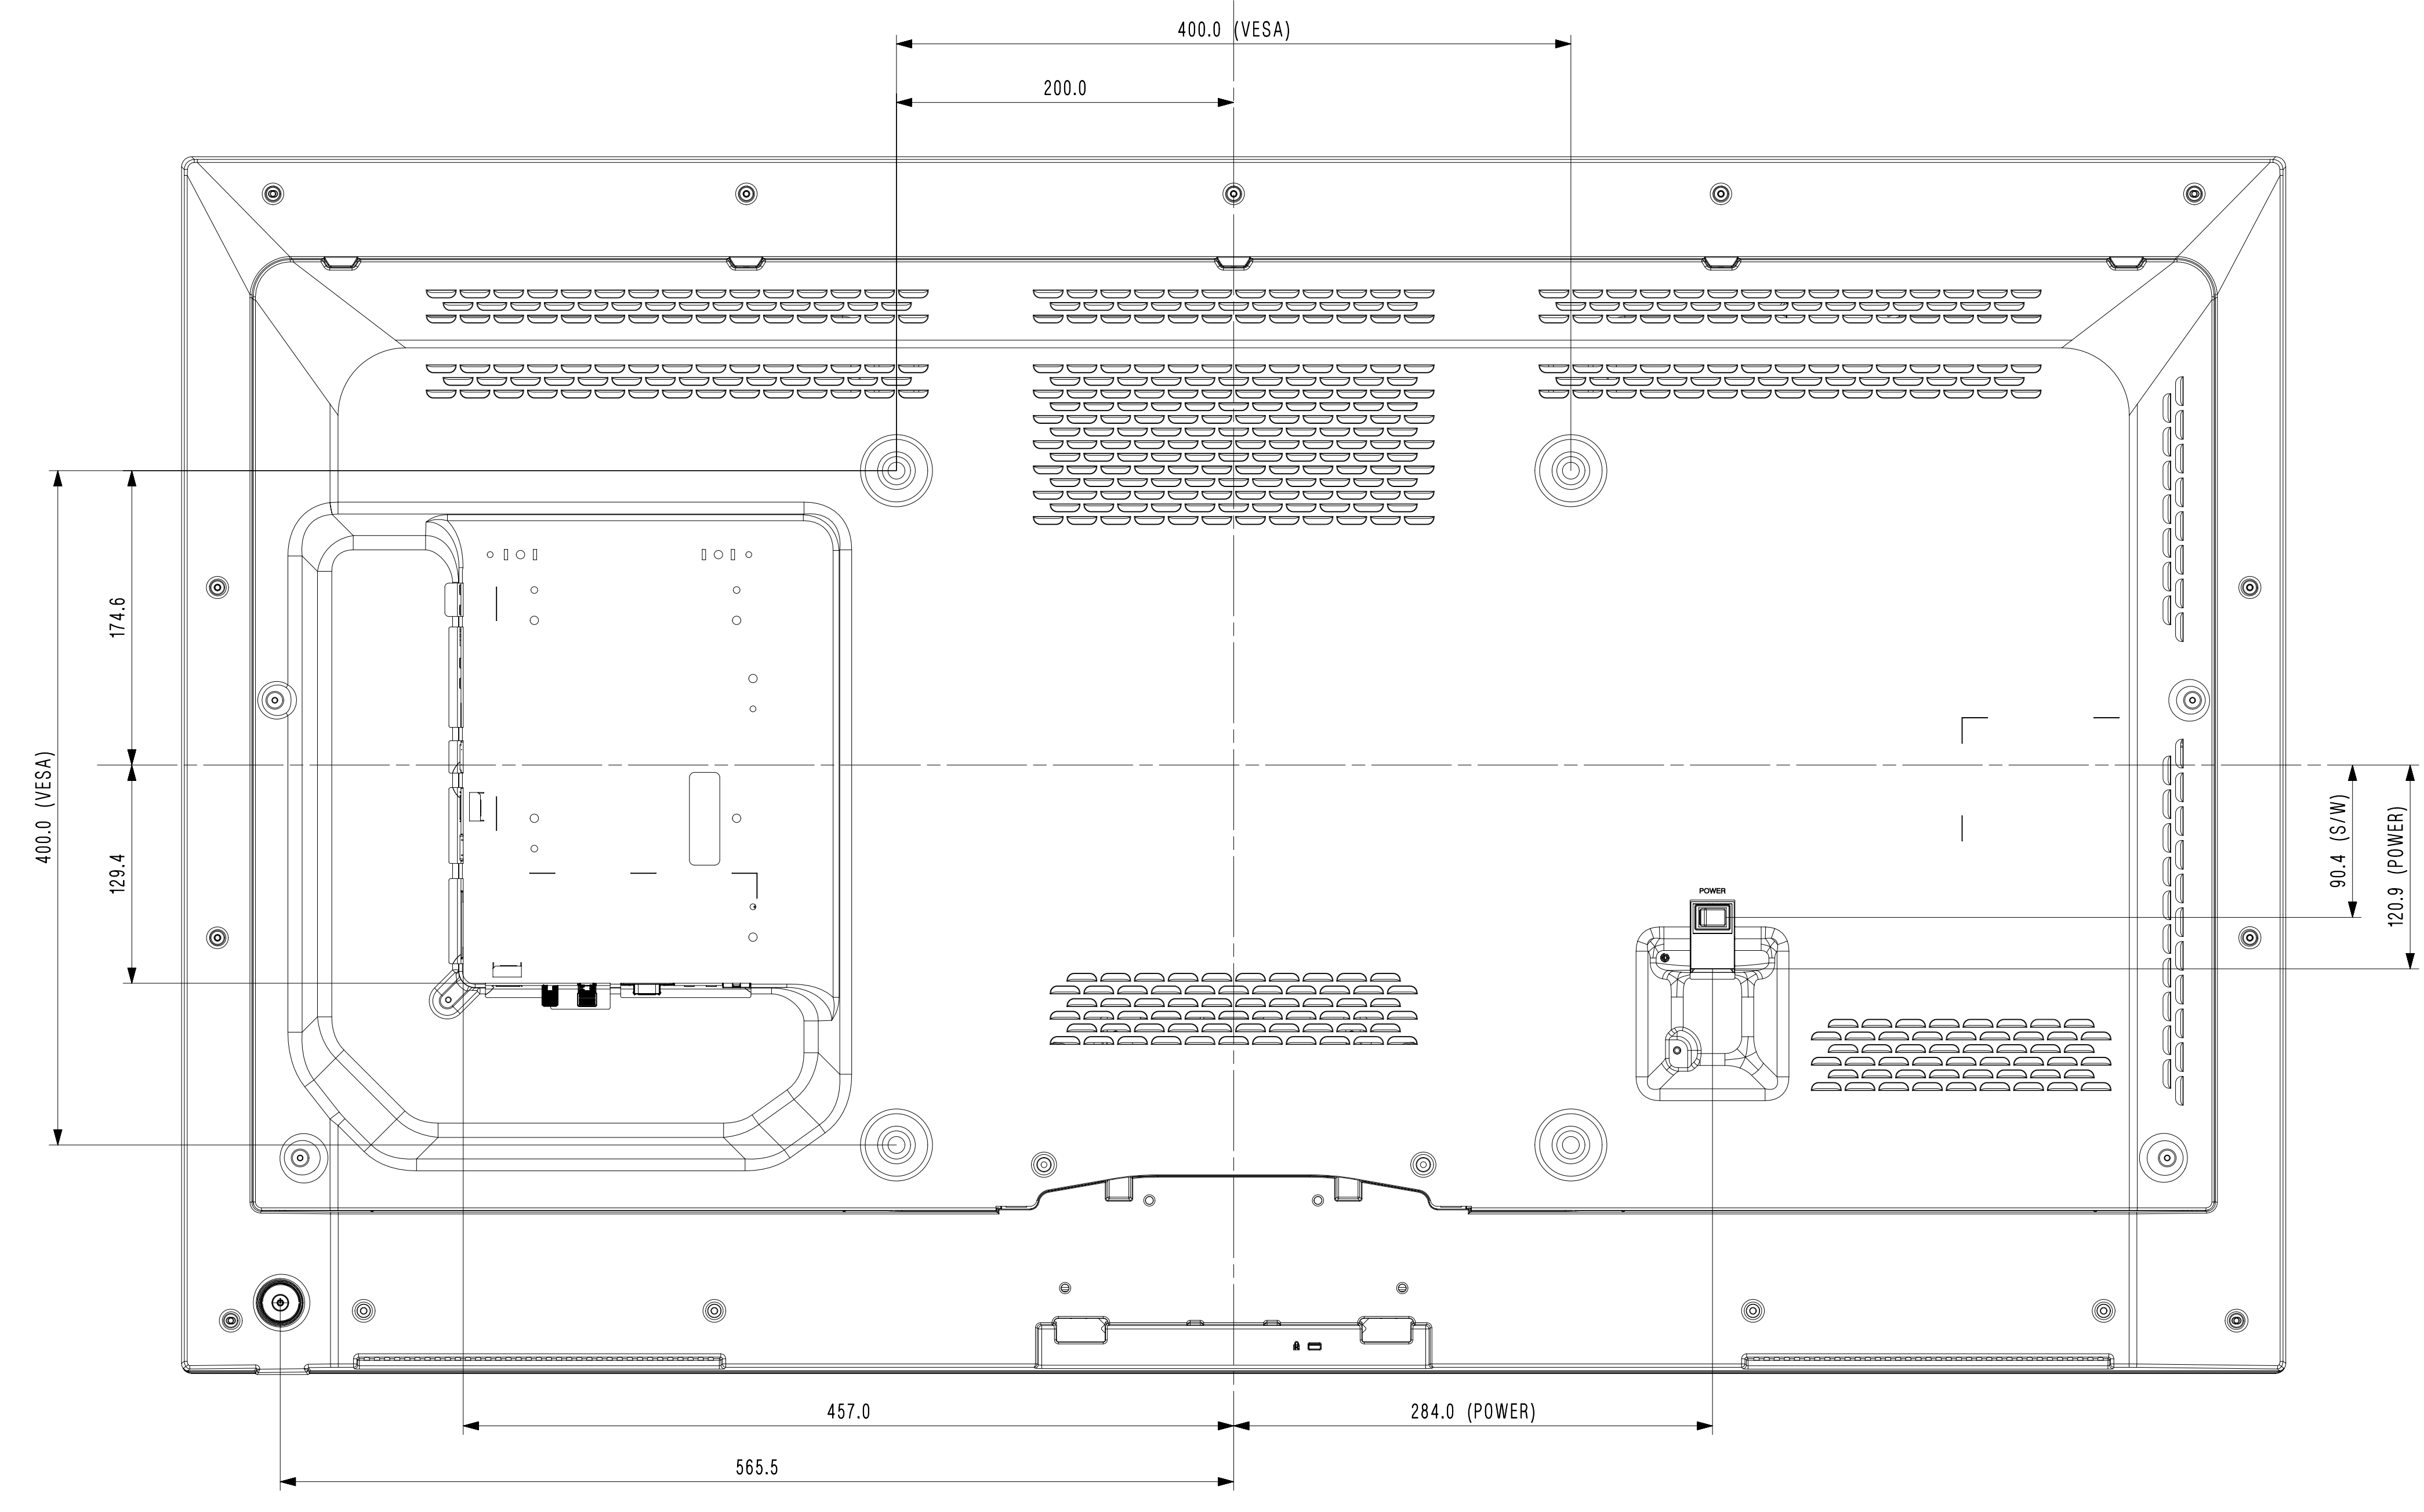 400.0 (VESA)
200.0
174.6
400.0 (VESA)
129.4
90.4 (S/W)
120.9 (POWER)
POWER
457.0
284.0 (POWER)
565.5